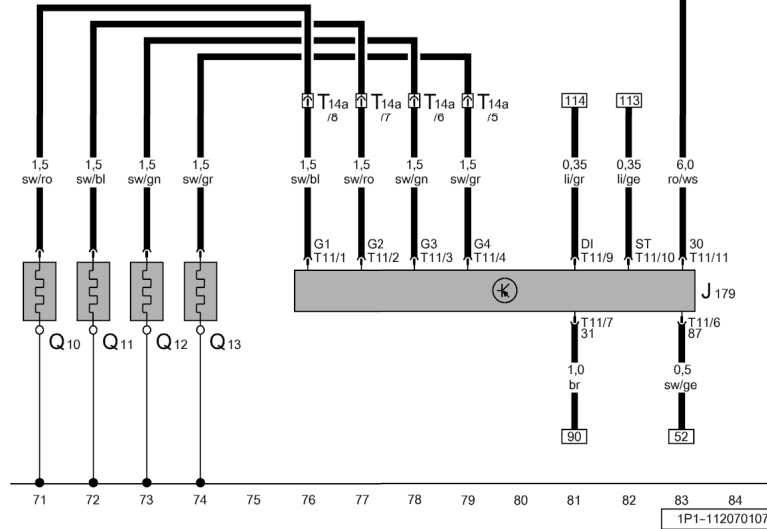 T14a /8 T14a /7 T14a /6 T14a /5 114 113
1,5 sw/ro
1,5 sw/bl
1,5 sw/gn
1,5 sw/gr
1,5 sw/bl
1,5 sw/ro
1,5 sw/gn
1,5 sw/gr
0,35 li/gr
0,35 li/ge
6,0 ro/ws
G1 T11/1
G2 T11/2
G3 T11/3
G4 T11/4
DI T11/9
ST T11/10
30 T11/11
J 179
T11/7 31
T11/6 87
Q10 Q11 Q12 Q13
1,0 br
0,5 sw/ge
90 52
71 72 73 74 75 76 77 78 79 80 81 82 83 84
1P1-112070107